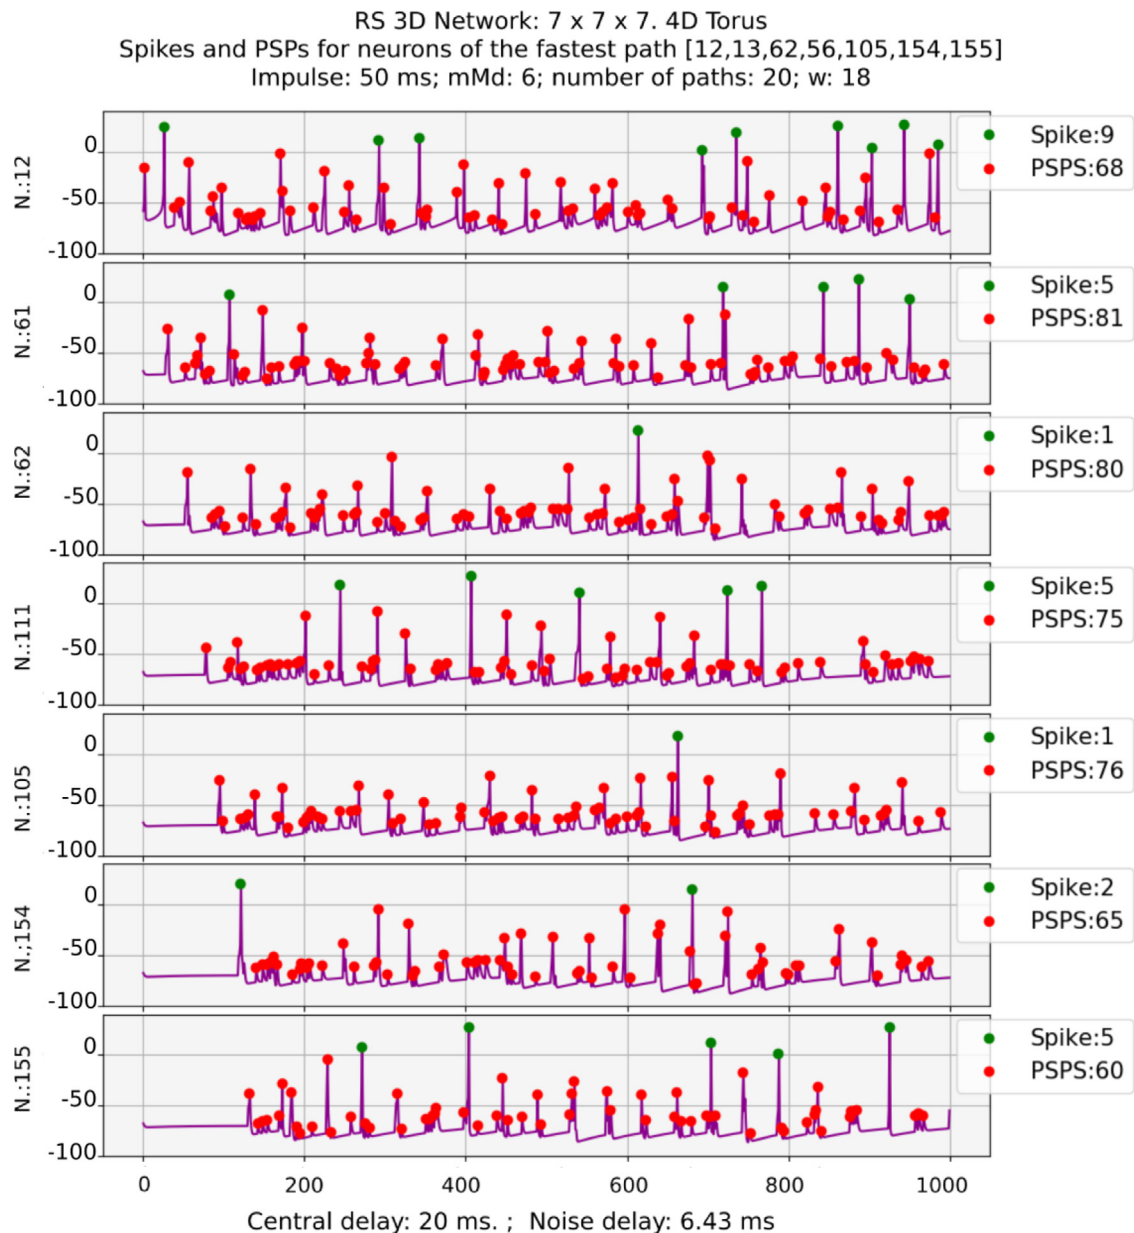 RS 3D Network: 7 x 7 x 7. 4D Torus
Spikes and PSPs for neurons of the fastest path [12,13,62,56,105,154,155]
Impulse: 50 ms; mMd: 6; number of paths: 20; w: 18
N.:12
0
-50
-100
Spike:9
PSPS:68
N.:61
0
-50
-100
Spike:5
PSPS:81
N.:62
0
-50
-100
Spike:1
PSPS:80
N.:111
0
-50
-100
Spike:5
PSPS:75
N.:105
0
-50
-100
Spike:1
PSPS:76
N.;154
0
-50
-100
Spike:2
PSPS:65
N.:155
0
-50
-100
Spike:5
PSPS:60
0 200 400 600 800 1000
Central delay: 20 ms. ; Noise delay: 6.43 ms